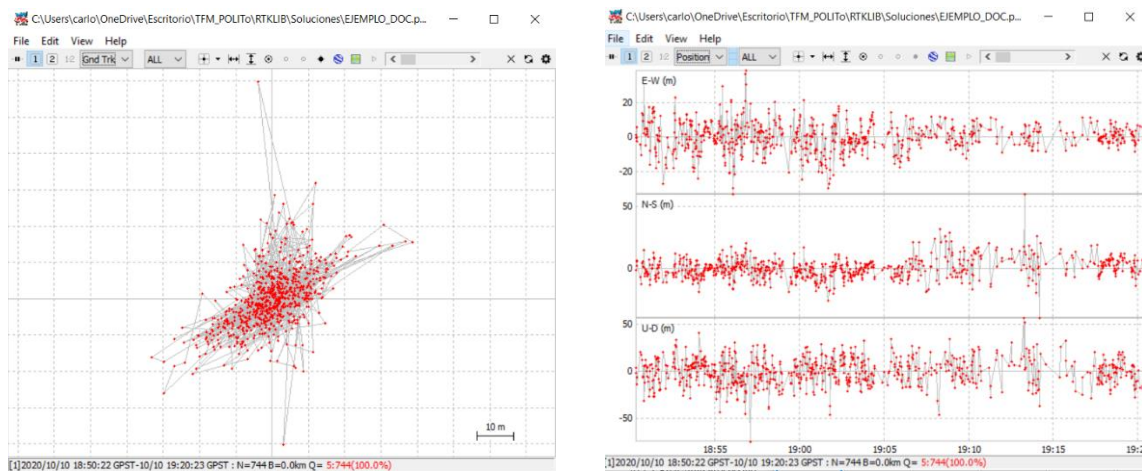 C:\Users\carlo\OneDrive\Escritorio\TFM_POLITo\RTKLIB\Soluciones\EJEMPLO_DOC.p...
File Edit View Help
1 2 1-2 Gnd Trk ALL
10 m
[1]2020/10/10 18:50:22 GPST-10/10 19:20:23 GPST : N=744 B=0.0km Q= 5:744(100.0%)
C:\Users\carlo\OneDrive\Escritorio\TFM_POLITo\RTKLIB\Soluciones\EJEMPLO_DOC.p...
File Edit View Help
1 2 1-2 Position ALL
E-W (m)
20
0
-20
N-S (m)
50
0
U-D (m)
50
0
-50
18:55 19:00 19:05 19:10 19:15
[1]2020/10/10 18:50:22 GPST-10/10 19:20:23 GPST : N=744 B=0.0km Q= 5:744(100.0%)